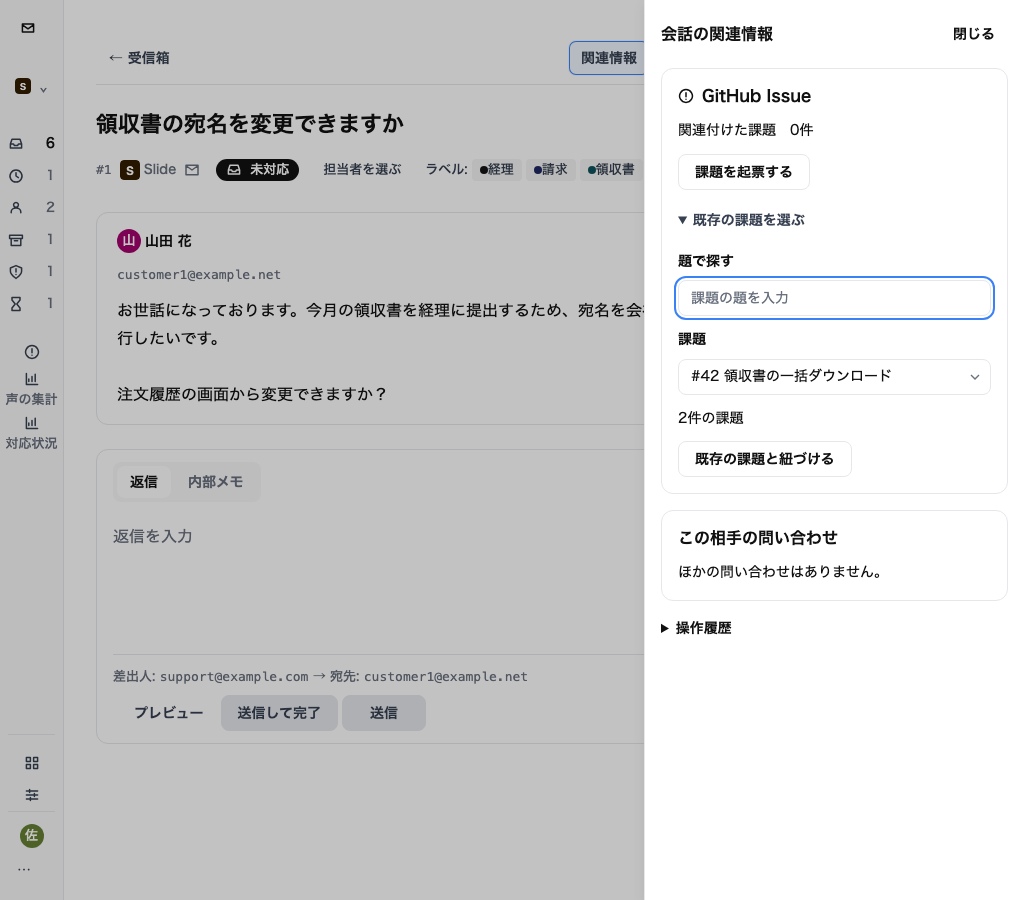 S
6
1
2
1
1
1
声の集計
対応状況
佐
...
← 受信箱
関連情報
領収書の宛名を変更できますか
#1 S Slide 未対応 担当者を選ぶ ラベル: 経理 請求 領収書
山 山田 花
customer1@example.net
お世話になっております。今月の領収書を経理に提出するため、宛名を会
行したいです。
注文履歴の画面から変更できますか？
返信 内部メモ
返信を入力
差出人: support@example.com → 宛先: customer1@example.net
プレビュー 送信して完了 送信
会話の関連情報 閉じる
GitHub Issue
関連付けた課題 0件
課題を起票する
▼ 既存の課題を選ぶ
題で探す
課題の題を入力
課題
#42 領収書の一括ダウンロード
2件の課題
既存の課題と紐づける
この相手の問い合わせ
ほかの問い合わせはありません。
▶ 操作履歴